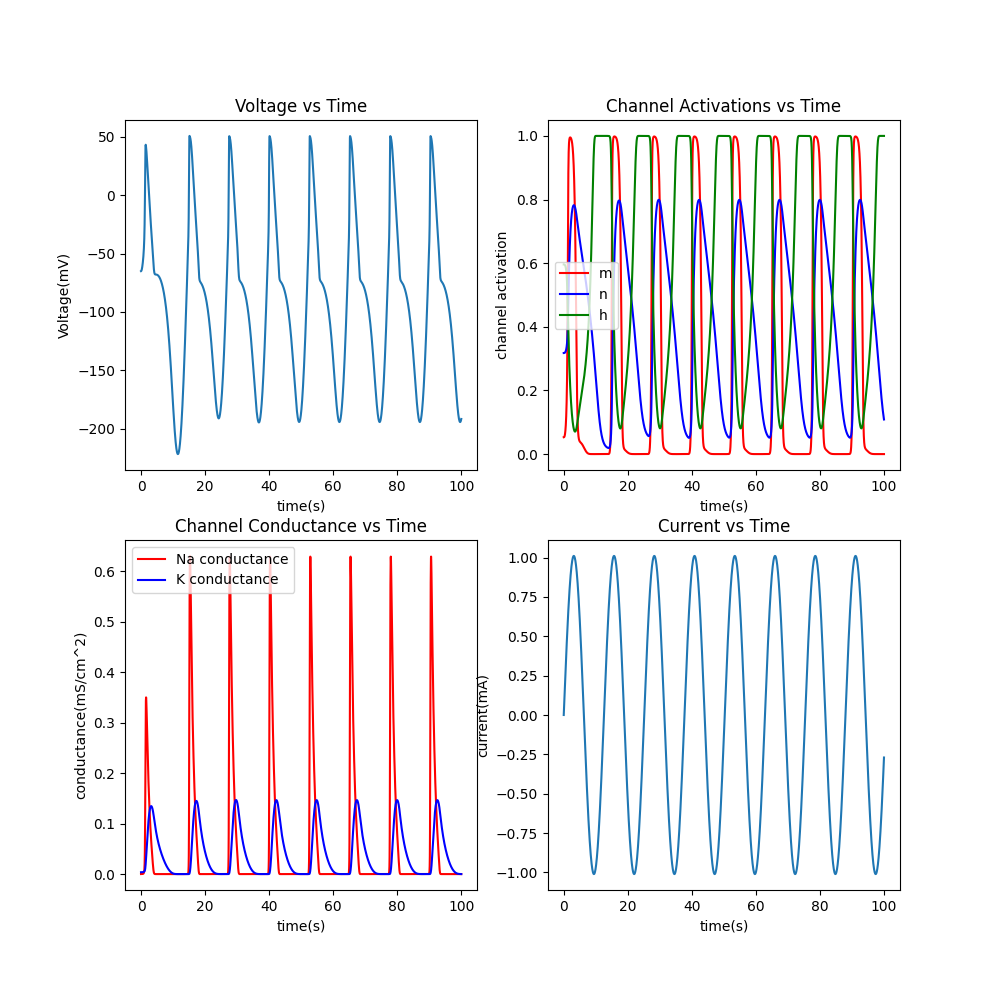 Voltage vs Time
Voltage(mV)
50
0
−50
−100
−150
−200
0 20 40 60 80 100
time(s)
Channel Activations vs Time
channel activation
1.0
0.8
0.6
0.4
0.2
0.0
m
n
h
0 20 40 60 80 100
time(s)
Channel Conductance vs Time
conductance(mS/cm^2)
0.6
0.5
0.4
0.3
0.2
0.1
0.0
Na conductance
K conductance
0 20 40 60 80 100
time(s)
Current vs Time
current(mA)
1.00
0.75
0.50
0.25
0.00
−0.25
−0.50
−0.75
−1.00
0 20 40 60 80 100
time(s)